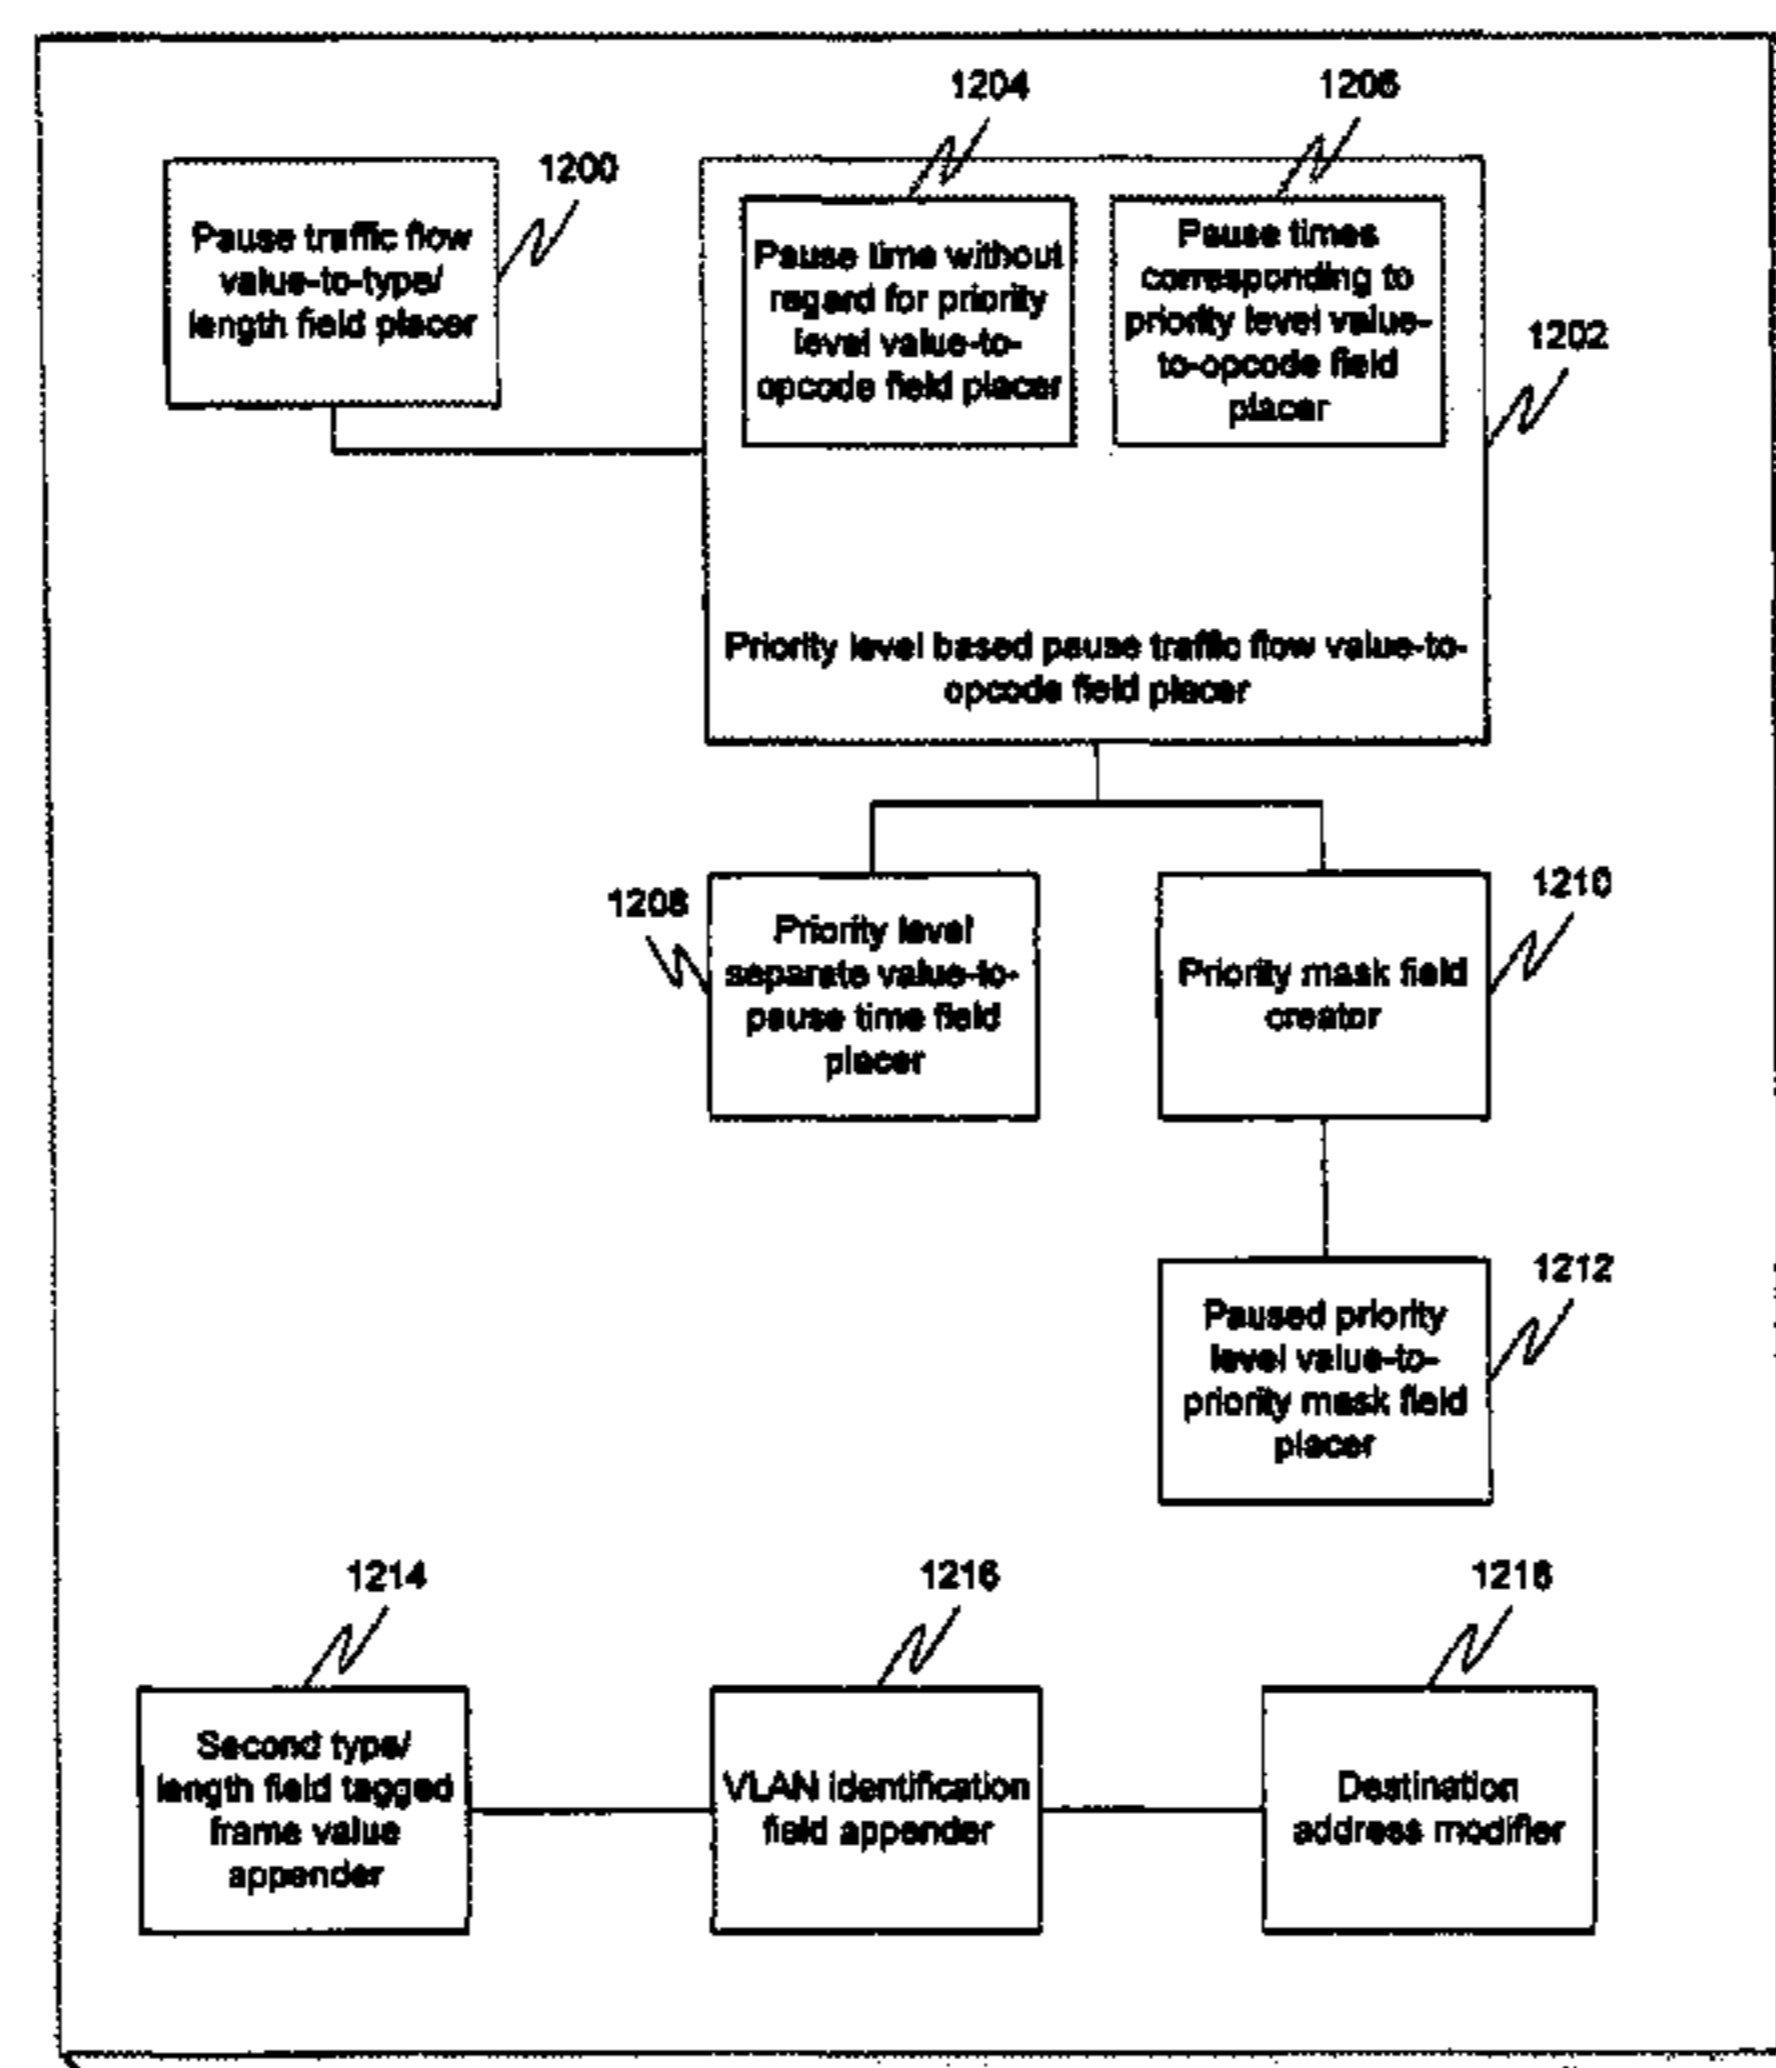 1204
1206
1200
Pause traffic flow
value-to-type/
length field placer
Pause time without
regard for priority
level value-to-
opcode field placer
Pause times
corresponding to
priority level value-
to-opcode field
placer
1202
Priority level based pause traffic flow value-to-
opcode field placer
1208
Priority level
separate value-to-
pause time field
placer
1210
Priority mask field
creator
1212
Paused priority
level value-to-
priority mask field
placer
1214
Second type/
length field tagged
frame value
appender
1216
VLAN identification
field appender
1218
Destination
address modifier